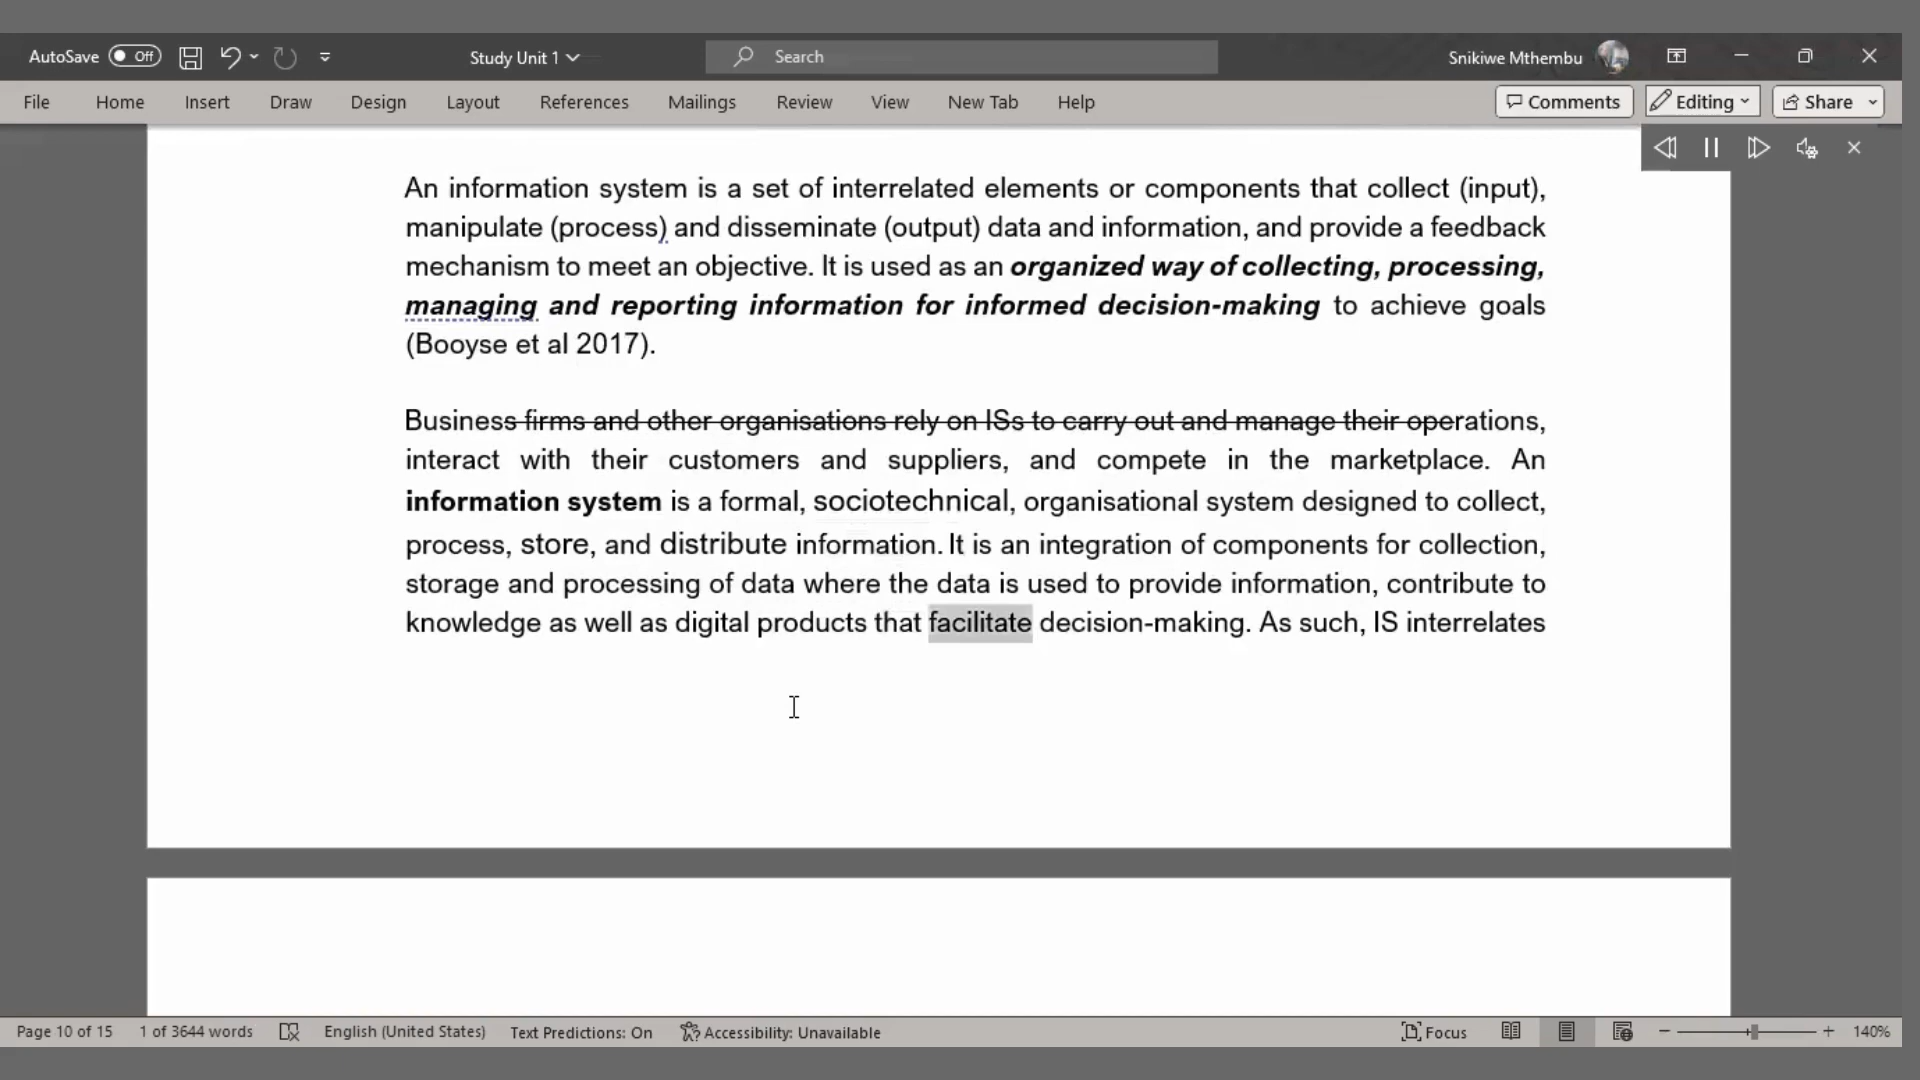 AutoSave Off Study Unit 1 Search Snikiwe Mthembu
File Home Insert Draw Design Layout References Mailings Review View New Tab Help Comments Editing Share
An information system is a set of interrelated elements or components that collect (input),
manipulate (process) and disseminate (output) data and information, and provide a feedback
mechanism to meet an objective. It is used as an organized way of collecting, processing,
managing and reporting information for informed decision-making to achieve goals
(Booyse et al 2017).
Business firms and other organisations rely on ISs to carry out and manage their operations,
interact with their customers and suppliers, and compete in the marketplace. An
information system is a formal, sociotechnical, organisational system designed to collect,
process, store, and distribute information. It is an integration of components for collection,
storage and processing of data where the data is used to provide information, contribute to
knowledge as well as digital products that facilitate decision-making. As such, IS interrelates
Page 10 of 15 1 of 3644 words English (United States) Text Predictions: On Accessibility: Unavailable Focus 140%